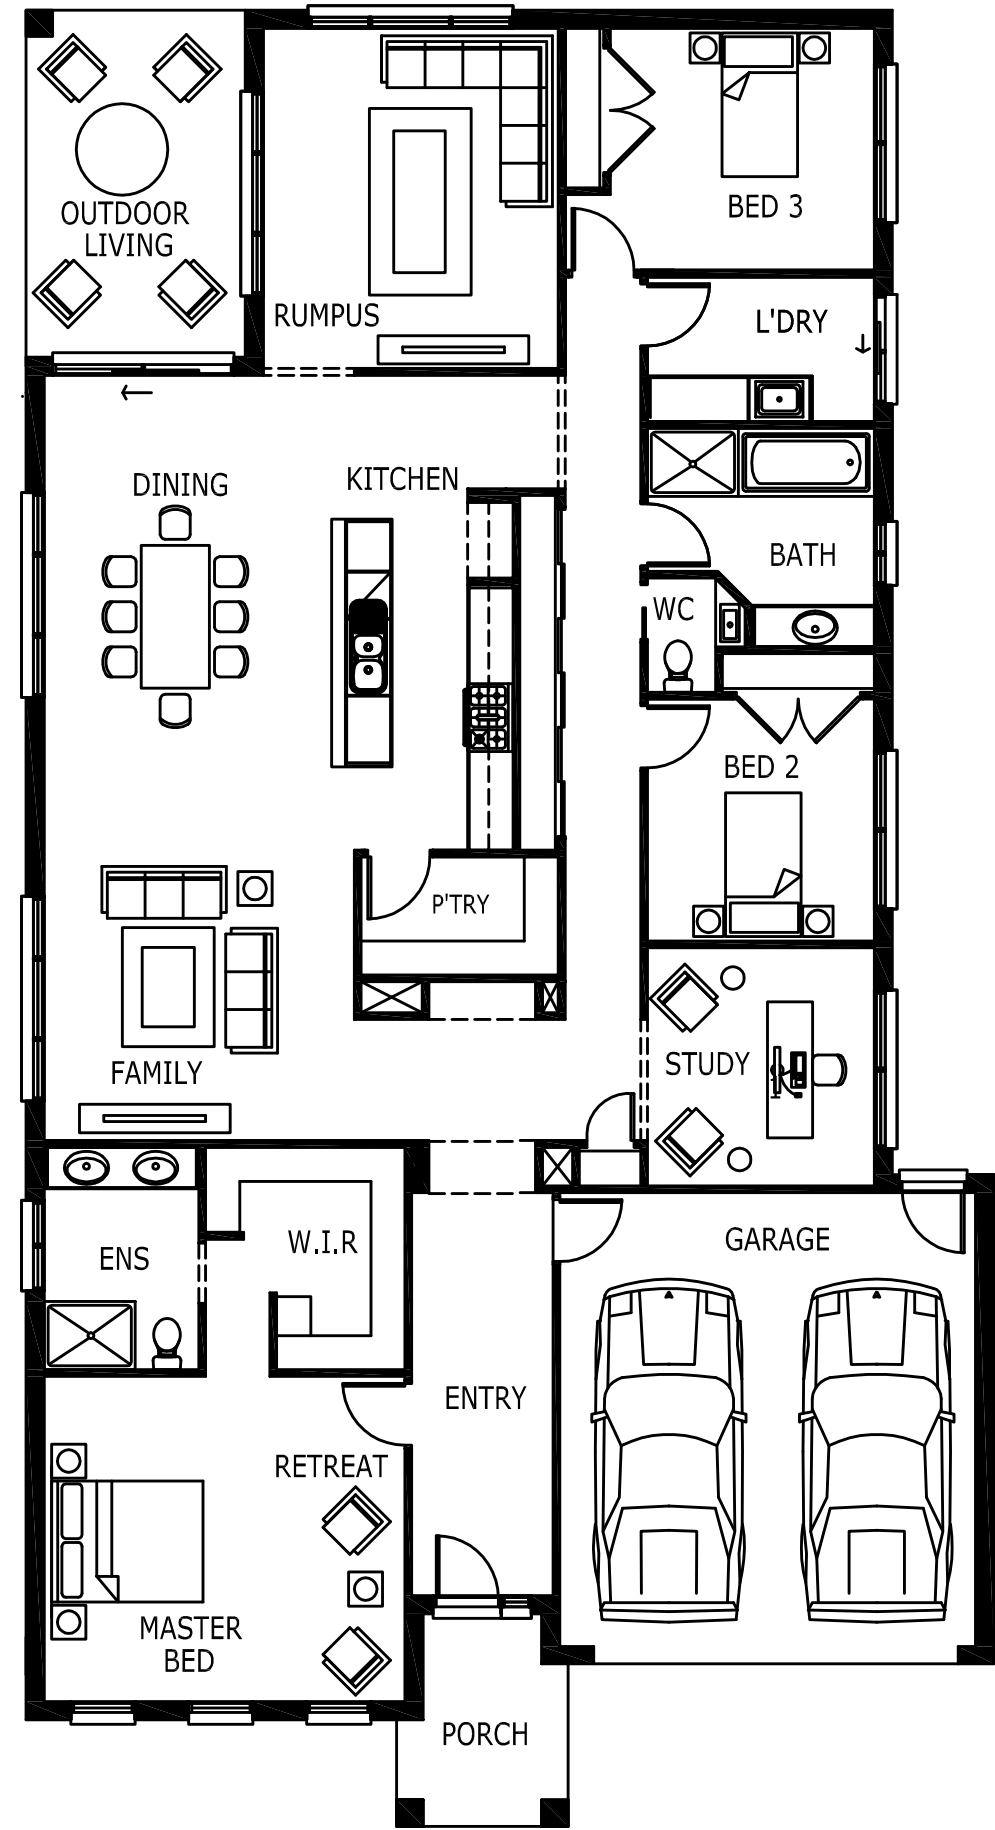 BED 3
OUTDOOR
LIVING
RUMPUS
L'DRY
DINING
KITCHEN
BATH
WC
BED 2
P'TRY
STUDY
FAMILY
W.I.R
GARAGE
ENS
ENTRY
RETREAT
MASTER
BED
PORCH